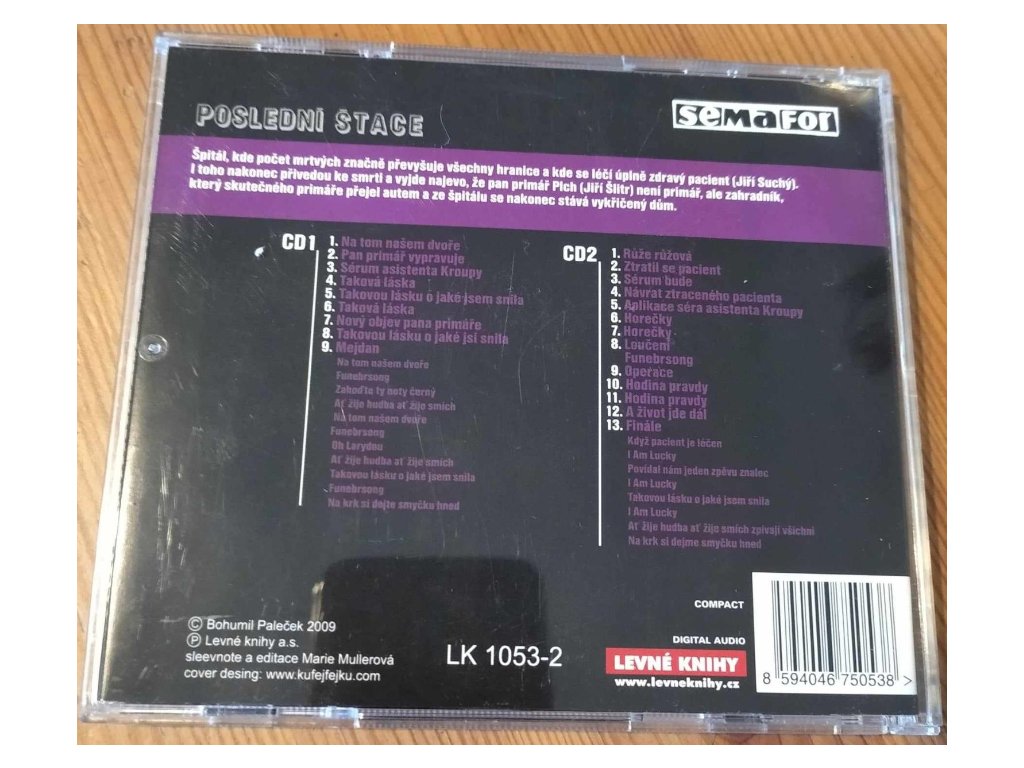 POSLEDNÍ ŠTACE
SEMAFOR
Špitál, kde počet mrtvých značně převyšuje všechny hranice a kde se léčí úplně zdravý pacient (Jiří Suchý).
I toho nakonec přivedou ke smrti a vyjde najevo, že pan primář Plch (Jiří Šlitr) není primář, ale zahradník,
který skutečného primáře přejel autem a ze špitálu se nakonec stává vykřičený dům.
CD1
1. Na tom našem dvoře
2. Pan primář vypravuje
3. Sérum asistenta Kroupy
4. Taková láska
5. Takovou lásku o jaké jsem snila
6. Taková láska
7. Nový objev pana primáře
8. Takovou lásku o jaké jsi snila
9. Mejdan
Na tom našem dvoře
Funebrsong
Zahoďte ty noty černý
Ať žije hudba ať žije smích
Na tom našem dvoře
Funebrsong
Oh Larydou
Ať žije hudba ať žije smích
Takovou lásku o jaké jsem snila
Funebrsong
Na krk si dejte smyčku hned
CD2
1. Růže růžová
2. Ztratil se pacient
3. Sérum bude
4. Návrat ztraceného pacienta
5. Aplikace séra asistenta Kroupy
6. Horečky
7. Horečky
8. Loučení
Funebrsong
9. Operace
10. Hodina pravdy
11. Hodina pravdy
12. A život jde dál
13. Finále
Když pacient je léčen
I Am Lucky
Povídal nám jeden zpěvu znalec
I Am Lucky
Takovou lásku o jaké jsem snila
I Am Lucky
Ať žije hudba ať žije smích zpívají všichni
Na krk si dejme smyčku hned
© Bohumil Paleček 2009
Ⓟ Levné knihy a.s.
sleevnote a editace Marie Mullerová
cover desing: www.kufejfejku.com
LK 1053-2
COMPACT
DIGITAL AUDIO
LEVNÉ KNIHY
www.levneknihy.cz
8 594046 750538 >